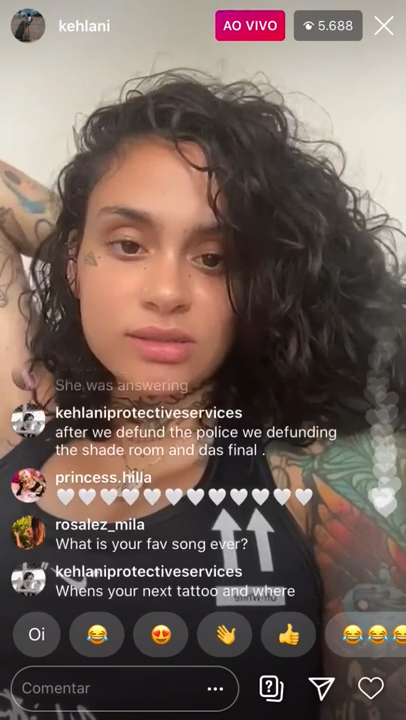 kehlani
AO VIVO
5.688
She.was answering
kehlaniprotectiveservices
after we defund the police we defunding
the shade room and das final .
princess.hilla
rosalez_mila
What is your fav song ever?
kehlaniprotectiveservices
Whens your next tattoo and where
Oi
Comentar